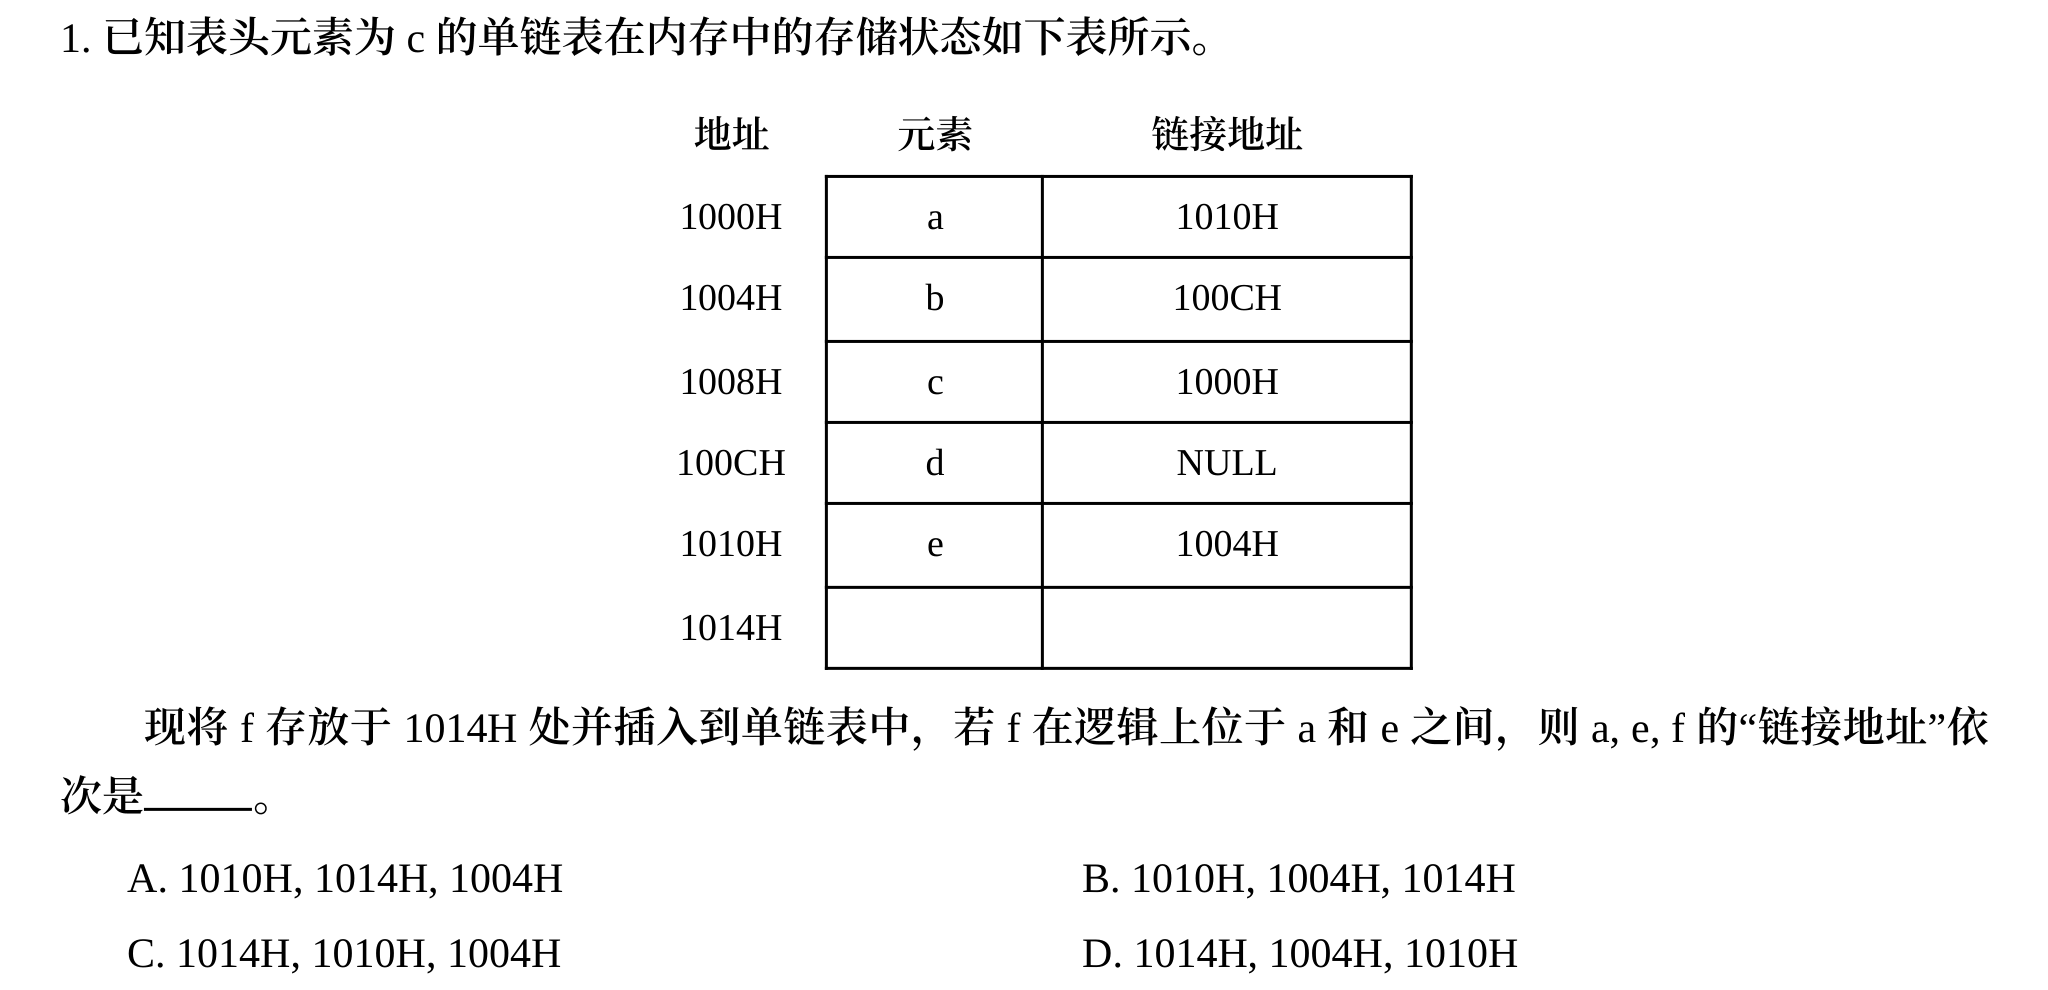 1. 已知表头元素为 c 的单链表在内存中的存储状态如下表所示。
地址 元素 链接地址
1000H a 1010H
1004H b 100CH
1008H c 1000H
100CH d NULL
1010H e 1004H
1014H
现将 f 存放于 1014H 处并插入到单链表中，若 f 在逻辑上位于 a 和 e 之间，则 a, e, f 的“链接地址”依
次是_____。
A. 1010H, 1014H, 1004H B. 1010H, 1004H, 1014H
C. 1014H, 1010H, 1004H D. 1014H, 1004H, 1010H